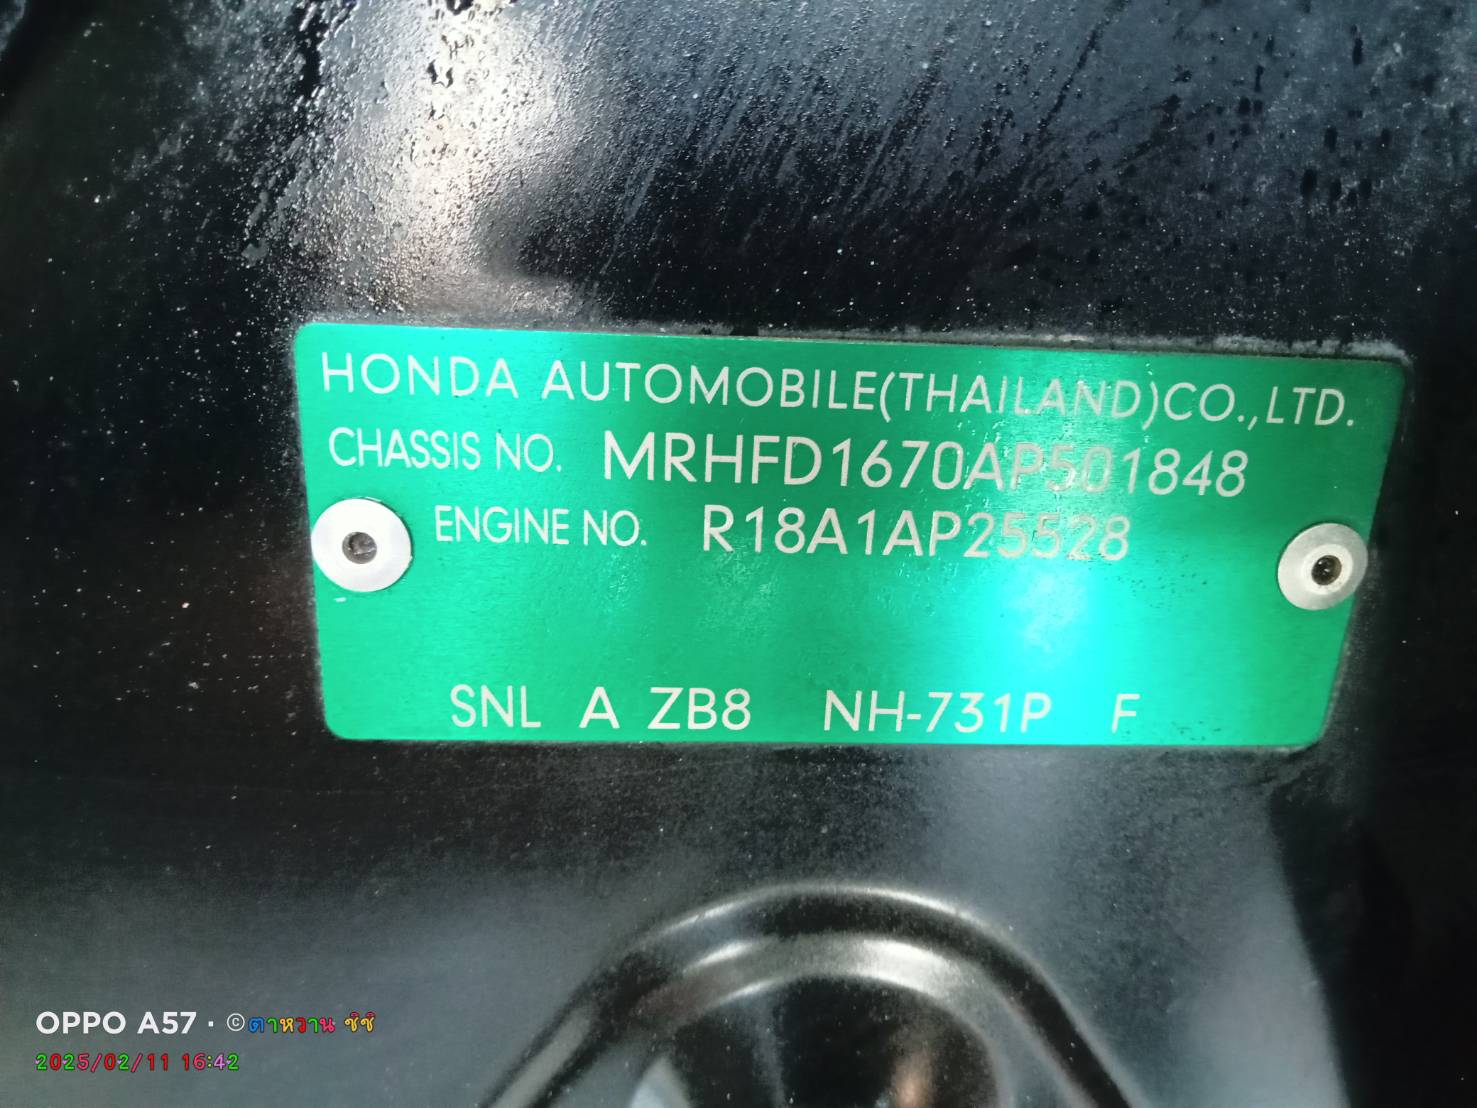 HONDA AUTOMOBILE(THAILAND)CO.,LTD.
CHASSIS NO. MRHFD1670AP501848
ENGINE NO. R18A1AP25528
SNL A ZB8 NH-731P F
OPPO A57 · ©ตาหวาน ชิชิ
2025/02/11 16:42